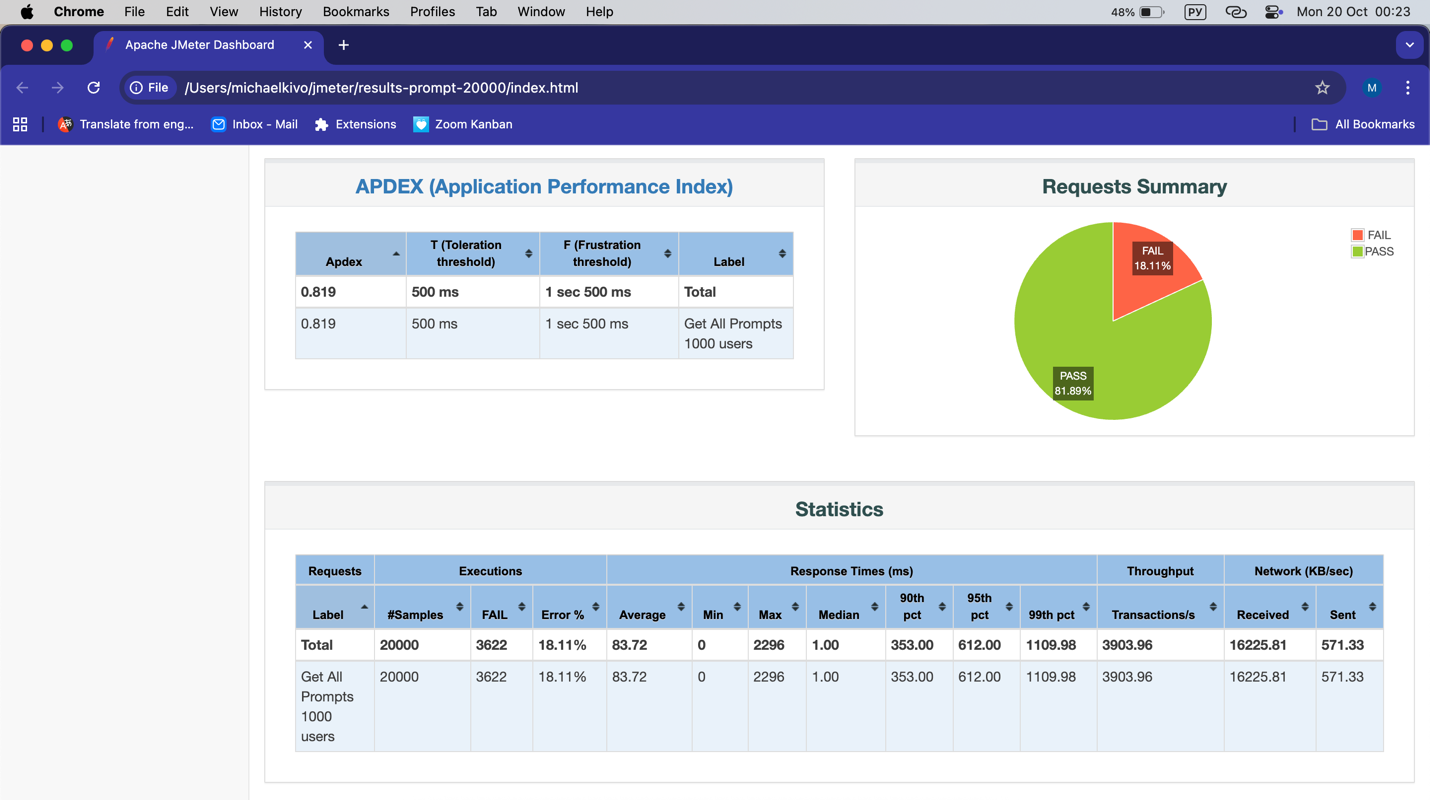 Chrome File Edit View History Bookmarks Profiles Tab Window Help 48% РУ Mon 20 Oct 00:23
Apache JMeter Dashboard
File /Users/michaelkivo/jmeter/results-prompt-20000/index.html M
Translate from eng... Inbox - Mail Extensions Zoom Kanban All Bookmarks
APDEX (Application Performance Index)
Apdex T (Toleration threshold) F (Frustration threshold) Label
0.819 500 ms 1 sec 500 ms Total
0.819 500 ms 1 sec 500 ms Get All Prompts
1000 users
Requests Summary
FAIL
PASS
FAIL
18.11%
PASS
81.89%
Statistics
Requests Executions Response Times (ms) Throughput Network (KB/sec)
Label #Samples FAIL Error % Average Min Max Median 90th pct 95th pct 99th pct Transactions/s Received Sent
Total 20000 3622 18.11% 83.72 0 2296 1.00 353.00 612.00 1109.98 3903.96 16225.81 571.33
Get All 20000 3622 18.11% 83.72 0 2296 1.00 353.00 612.00 1109.98 3903.96 16225.81 571.33
Prompts
1000
users